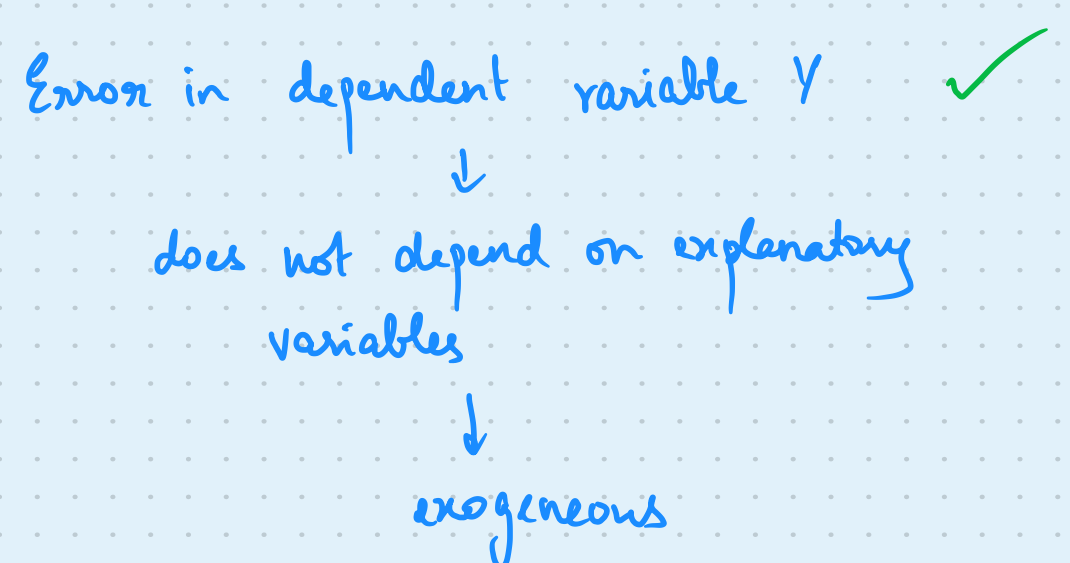 Error in dependent variable Y
↓
does not depend on explanatory
variables
↓
exogeneous